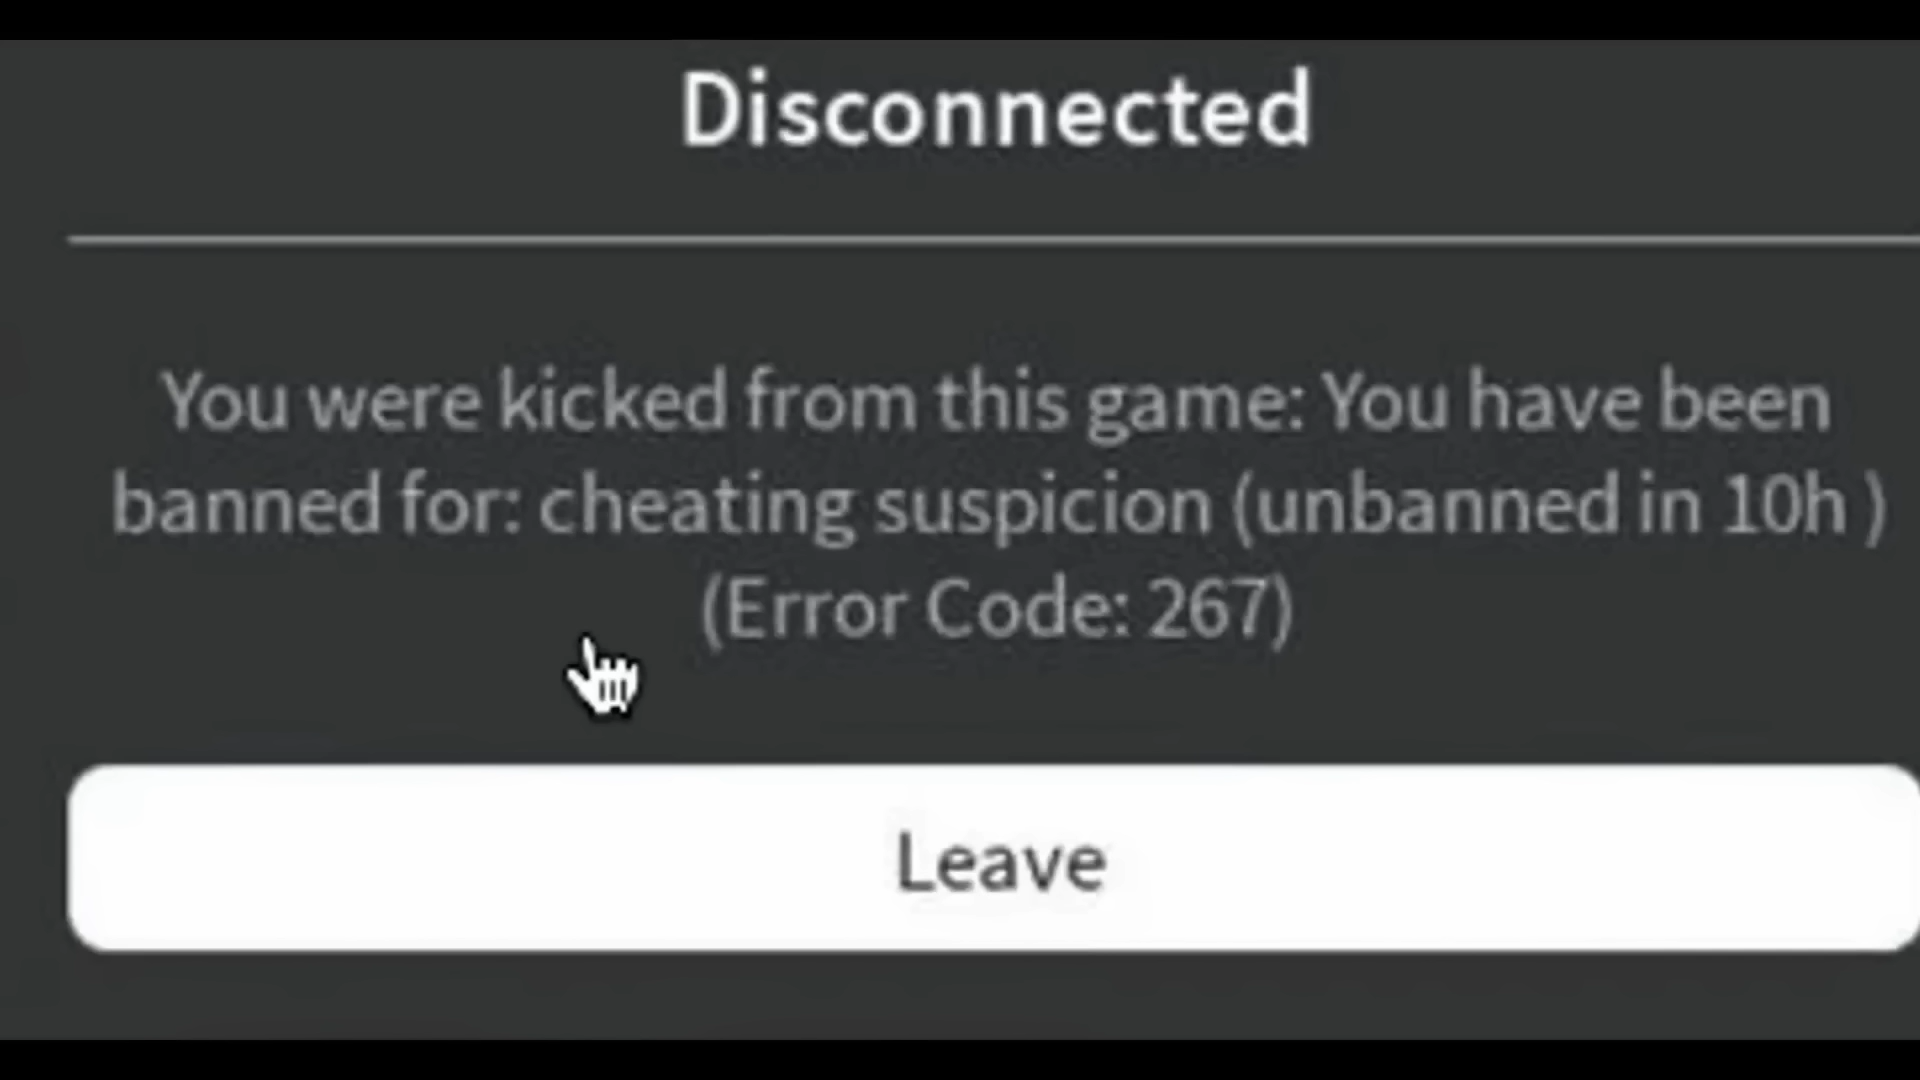 Disconnected
You were kicked from this game: You have been
banned for: cheating suspicion (unbanned in 10h )
(Error Code: 267)
Leave